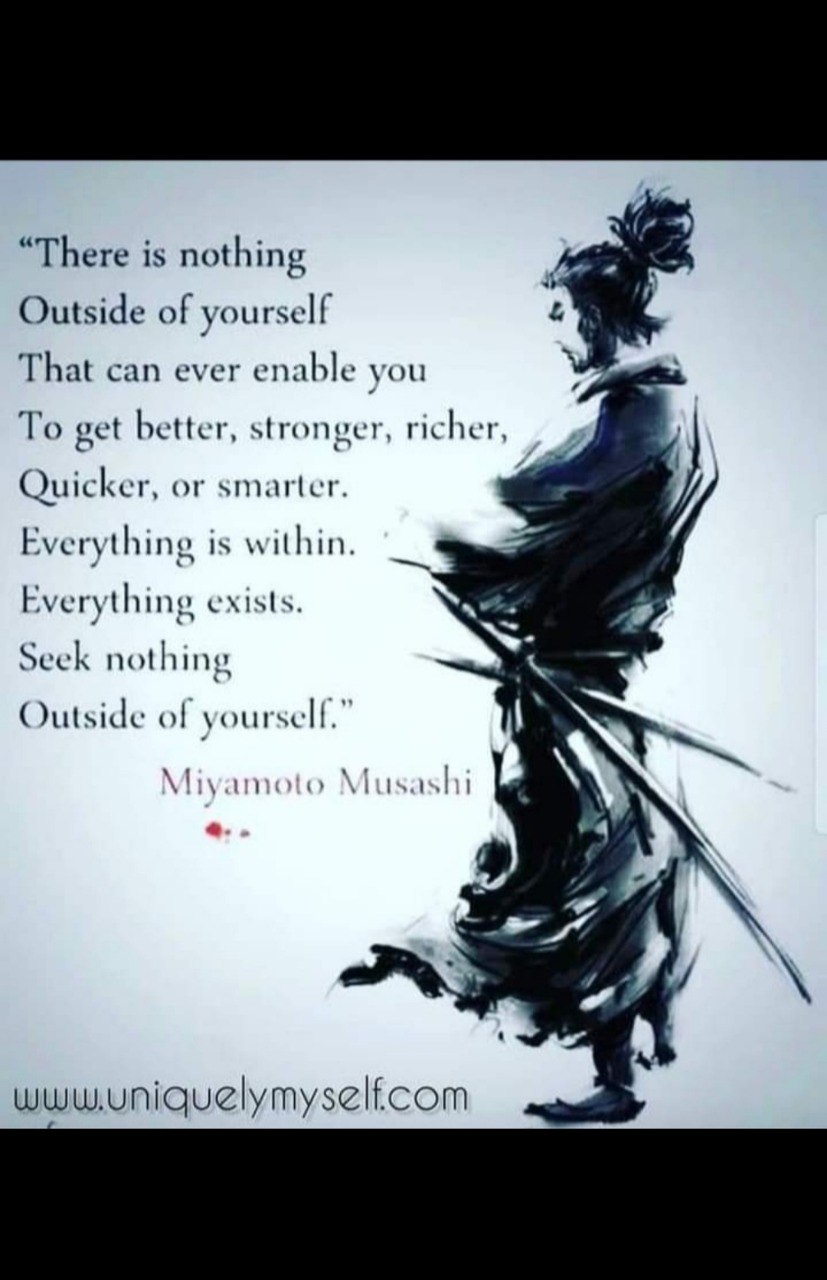 “There is nothing
Outside of yourself
That can ever enable you
To get better, stronger, richer,
Quicker, or smarter.
Everything is within.
Everything exists.
Seek nothing
Outside of yourself.”
Miyamoto Musashi
www.uniquelymyself.com